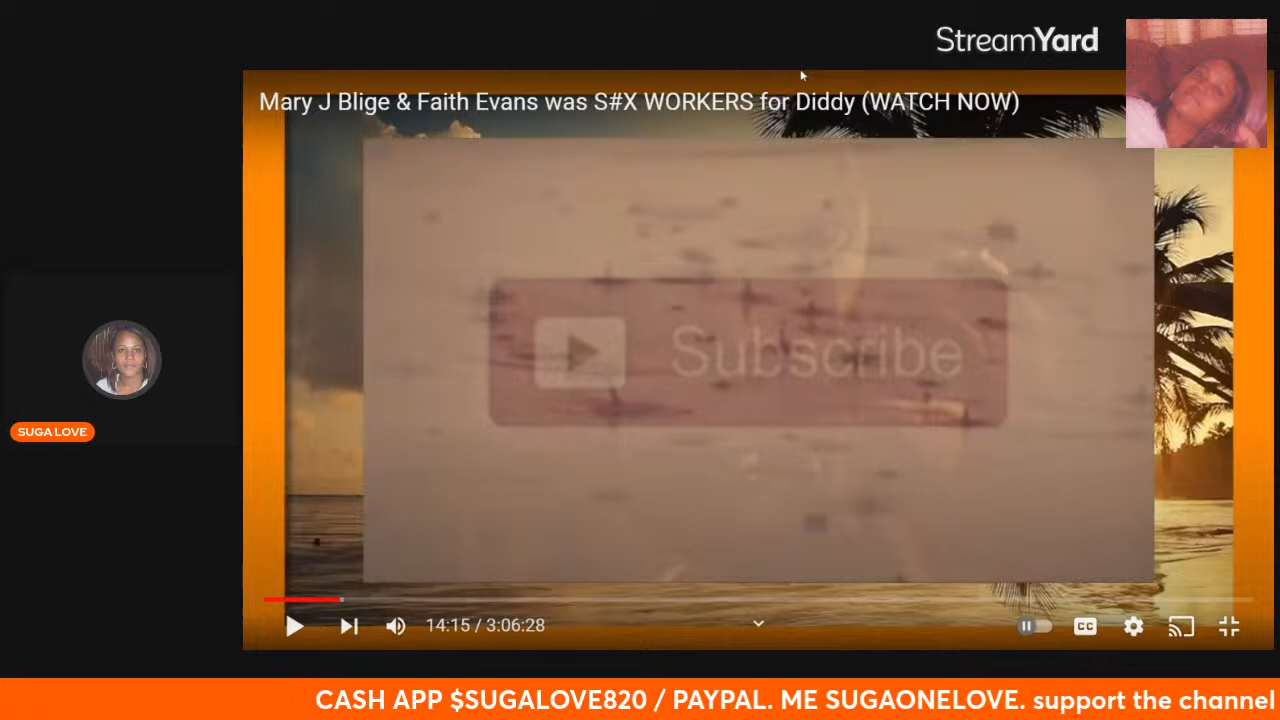 StreamYard
Mary J Blige & Faith Evans was S#X WORKERS for Diddy (WATCH NOW)
Subscribe
SUGA LOVE
14:15 / 3:06:28
CC
CASH APP $SUGALOVE820 / PAYPAL. ME SUGAONELOVE. support the channel